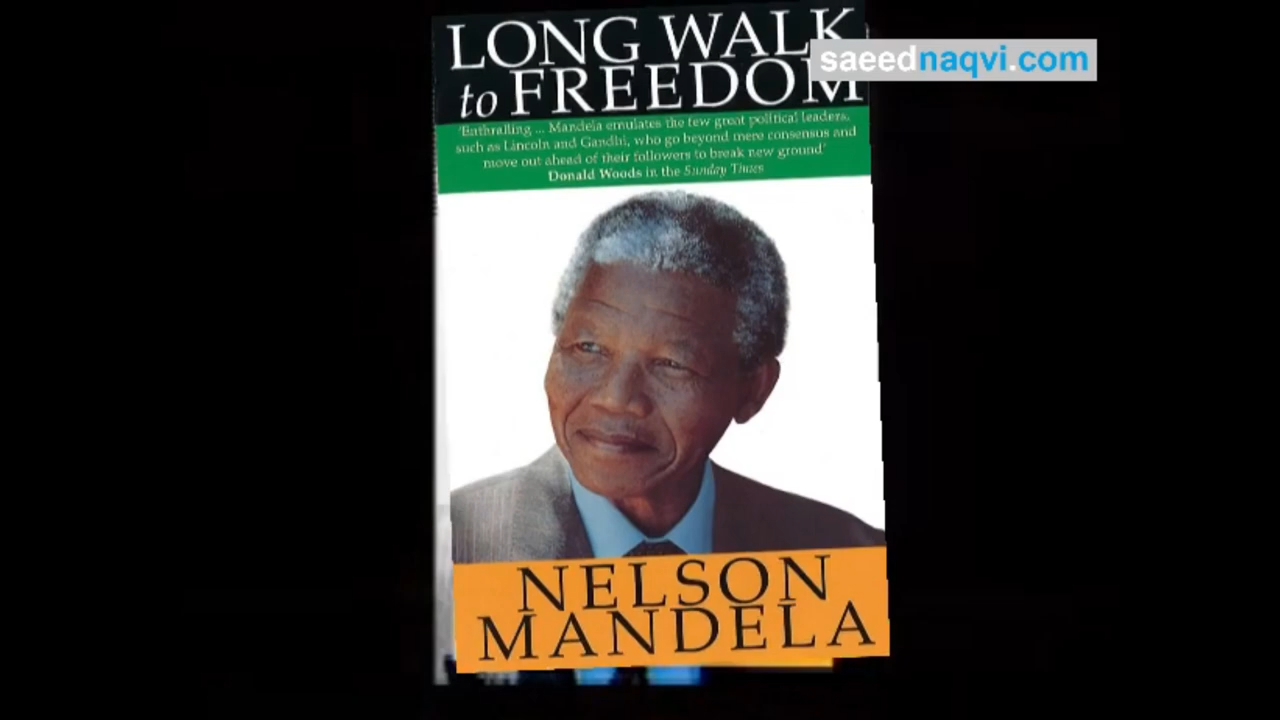 LONG WALK
to FREEDOM
saeednaqvi.com
'Enthralling ... Mandela emulates the few great political leaders,
such as Lincoln and Gandhi, who go beyond mere consensus and
move out ahead of their followers to break new ground'
Donald Woods in the Sunday Times
NELSON
MANDELA